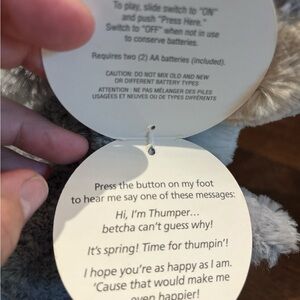 To play, slide switch to "ON"
and push "Press Here."
Switch to "OFF" when not in use
to conserve batteries.
Requires two (2) AA batteries (included).
CAUTION: DO NOT MIX OLD AND NEW
OR DIFFERENT BATTERY TYPES
ATTENTION : NE PAS MÉLANGER DES PILES
USAGÉES ET NEUVES OU DE TYPES DIFFÉRENTS
Press the button on my foot
to hear me say one of these messages:
Hi, I'm Thumper...
betcha can't guess why!
It's spring! Time for thumpin'!
I hope you're as happy as I am.
'Cause that would make me
even happier!